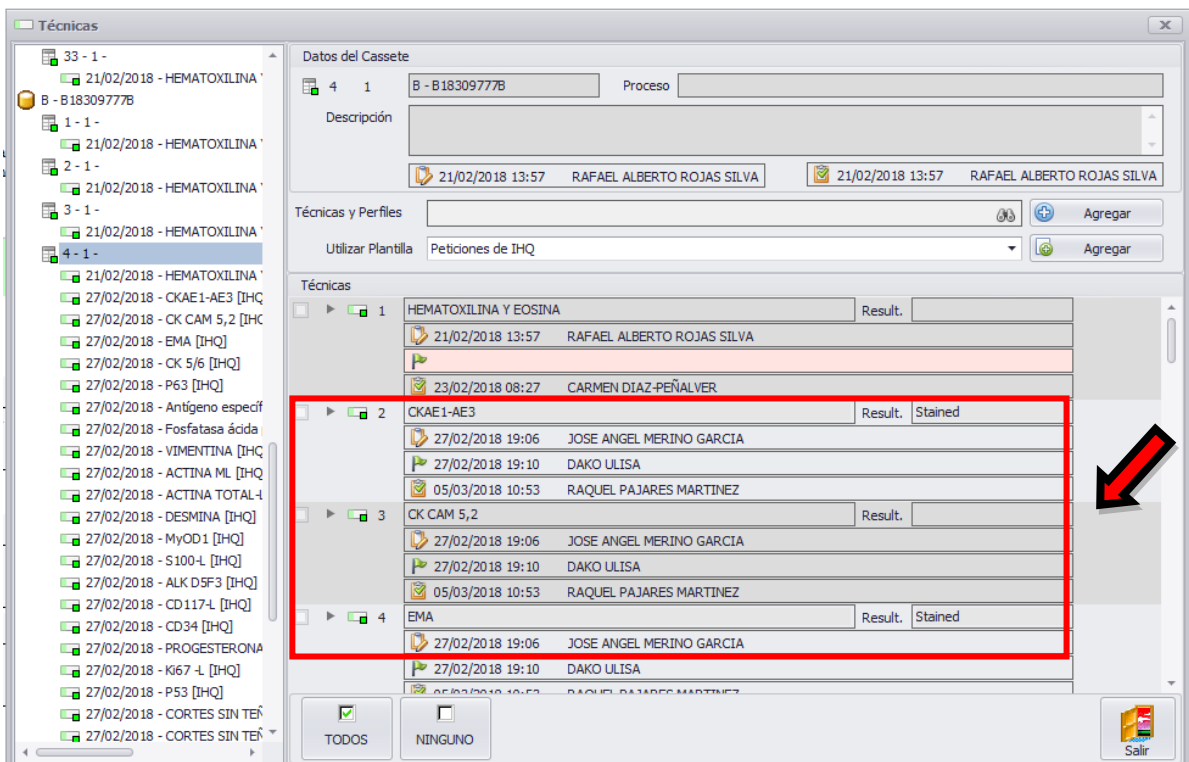 Técnicas
33 - 1 -
21/02/2018 - HEMATOXILINA
B - B18309777B
1 - 1 -
21/02/2018 - HEMATOXILINA
2 - 1 -
21/02/2018 - HEMATOXILINA
3 - 1 -
21/02/2018 - HEMATOXILINA
4 - 1 -
21/02/2018 - HEMATOXILINA
27/02/2018 - CKAE1-AE3 [IHQ
27/02/2018 - CK CAM 5,2 [IHQ
27/02/2018 - EMA [IHQ]
27/02/2018 - CK 5/6 [IHQ]
27/02/2018 - P63 [IHQ]
27/02/2018 - Antígeno específ
27/02/2018 - Fosfatasa ácida
27/02/2018 - VIMENTINA [IHQ
27/02/2018 - ACTINA ML [IHQ
27/02/2018 - ACTINA TOTAL-L
27/02/2018 - DESMINA [IHQ]
27/02/2018 - MyOD1 [IHQ]
27/02/2018 - S100-L [IHQ]
27/02/2018 - ALK D5F3 [IHQ]
27/02/2018 - CD117-L [IHQ]
27/02/2018 - CD34 [IHQ]
27/02/2018 - PROGESTERONA
27/02/2018 - Ki67 -L [IHQ]
27/02/2018 - P53 [IHQ]
27/02/2018 - CORTES SIN TEÑ
27/02/2018 - CORTES SIN TEÑ
Datos del Cassete
4 1 B - B18309777B Proceso
Descripción
21/02/2018 13:57 RAFAEL ALBERTO ROJAS SILVA 21/02/2018 13:57 RAFAEL ALBERTO ROJAS SILVA
Técnicas y Perfiles Agregar
Utilizar Plantilla Peticiones de IHQ Agregar
Técnicas
1 HEMATOXILINA Y EOSINA Result.
21/02/2018 13:57 RAFAEL ALBERTO ROJAS SILVA
23/02/2018 08:27 CARMEN DIAZ-PEÑALVER
2 CKAE1-AE3 Result. Stained
27/02/2018 19:06 JOSE ANGEL MERINO GARCIA
27/02/2018 19:10 DAKO ULISA
05/03/2018 10:53 RAQUEL PAJARES MARTINEZ
3 CK CAM 5,2 Result.
27/02/2018 19:06 JOSE ANGEL MERINO GARCIA
27/02/2018 19:10 DAKO ULISA
05/03/2018 10:53 RAQUEL PAJARES MARTINEZ
4 EMA Result. Stained
27/02/2018 19:06 JOSE ANGEL MERINO GARCIA
27/02/2018 19:10 DAKO ULISA
05/03/2018 10:53 RAQUEL PAJARES MARTINEZ
TODOS NINGUNO Salir